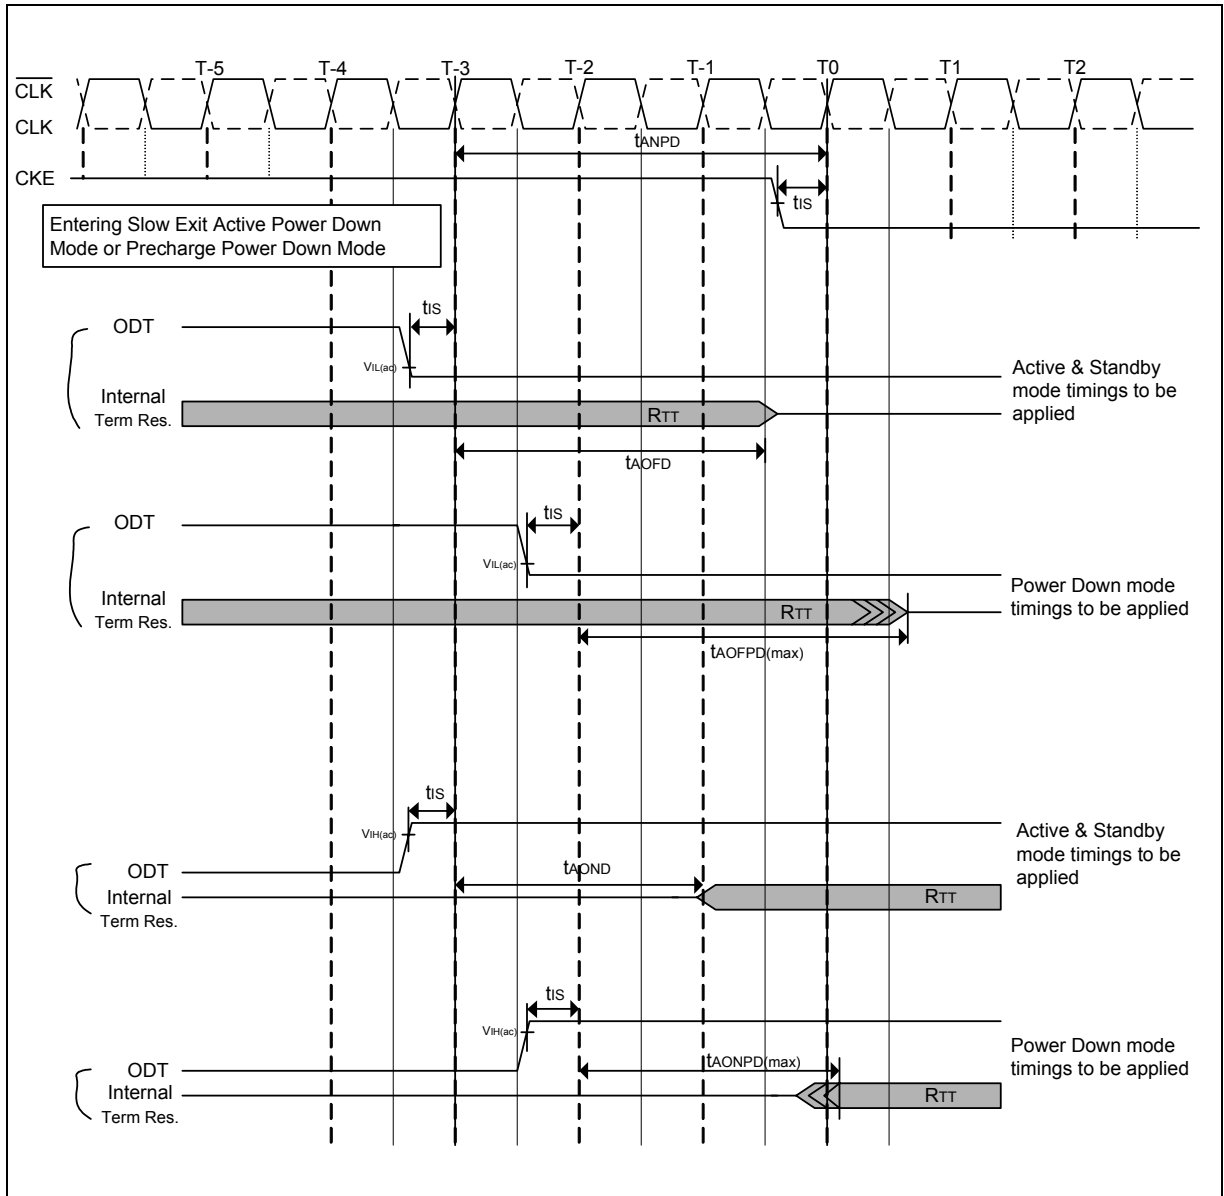 T-5 T-4 T-3 T-2 T-1 T0 T1 T2
CLK
CLK
tANPD
CKE
tIS
Entering Slow Exit Active Power Down
Mode or Precharge Power Down Mode
tIS
ODT
VIL(ac)
Active & Standby
mode timings to be
applied
Internal
Term Res.
RTT
tAOFD
tIS
ODT
VIL(ac)
Power Down mode
timings to be applied
Internal
Term Res.
RTT
tAOFPD(max)
tIS
VIH(ac)
Active & Standby
mode timings to be
applied
ODT
tAOND
Internal
Term Res.
RTT
tIS
VIH(ac)
Power Down mode
timings to be applied
ODT
tAONPD(max)
Internal
Term Res.
RTT